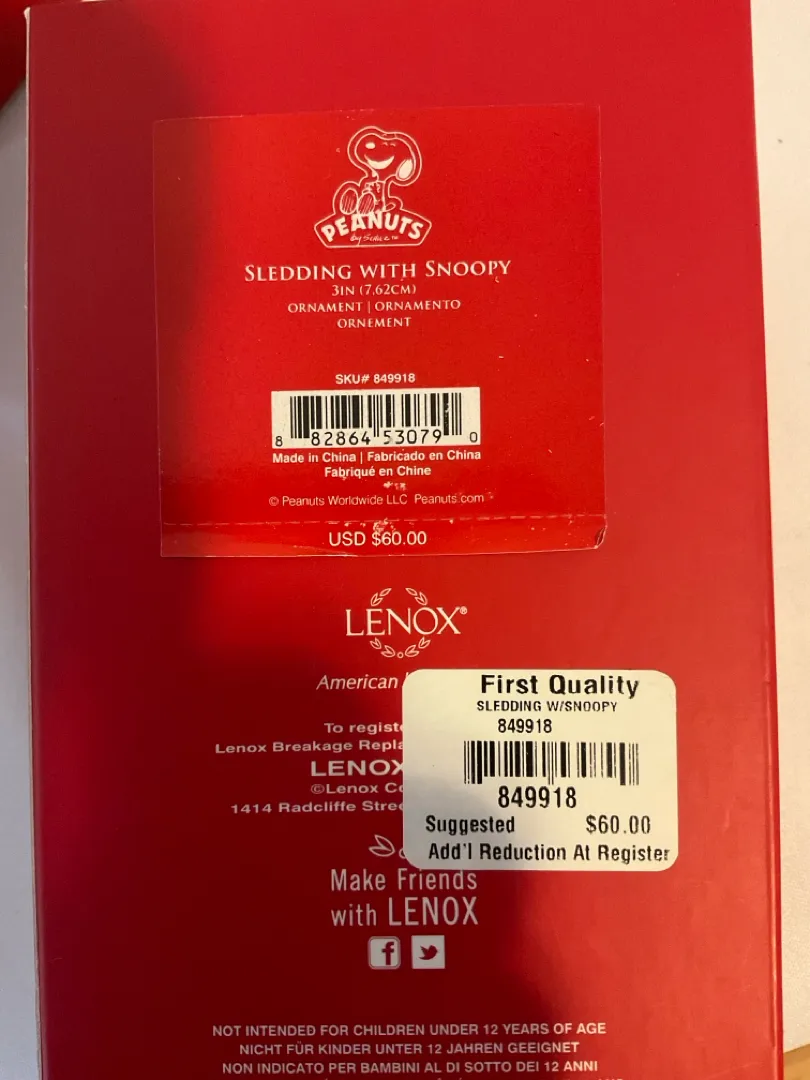 PEANUTS
by Schulz ™
SLEDDING WITH SNOOPY
3IN (7.62CM)
ORNAMENT | ORNAMENTO
ORNEMENT
SKU# 849918
8 82864 53079 0
Made in China | Fabricado en China
Fabriqué en Chine
© Peanuts Worldwide LLC Peanuts.com
USD $60.00
LENOX®
American
First Quality
SLEDDING W/SNOOPY
849918
849918
Suggested $60.00
Add'l Reduction At Register
To registe
Lenox Breakage Repla
LENOX
©Lenox Co
1414 Radcliffe Stree
Make Friends
with LENOX
f
NOT INTENDED FOR CHILDREN UNDER 12 YEARS OF AGE
NICHT FÜR KINDER UNTER 12 JAHREN GEEIGNET
NON INDICATO PER BAMBINI AL DI SOTTO DEI 12 ANNI